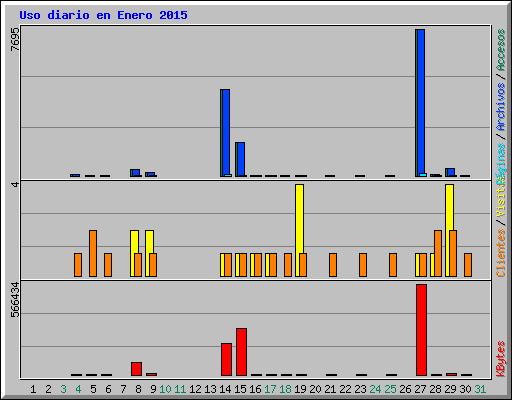 Uso diario en Enero 2015
7695
4
566434
Accesos / Archivos / Páginas
Visitas / Clientes
KBytes
1 2 3 4 5 6 7 8 9 10 11 12 13 14 15 16 17 18 19 20 21 22 23 24 25 26 27 28 29 30 31